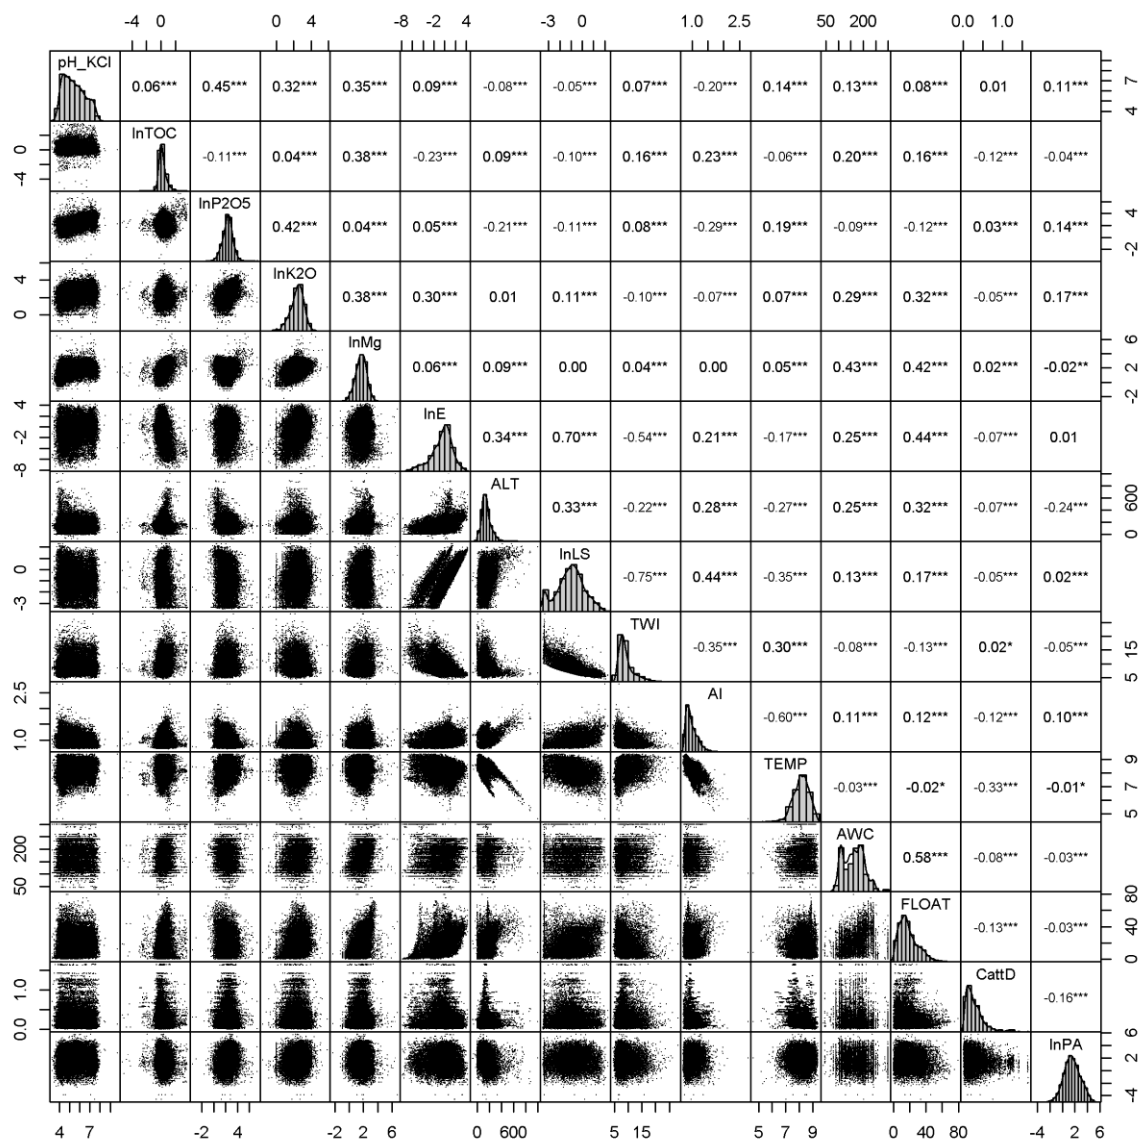 -4 0 0 4 -8 -2 4 -3 0 1.0 2.5 50 200 0.0 1.0
pH_KCl 0.06*** 0.45*** 0.32*** 0.35*** 0.09*** -0.08*** -0.05*** 0.07*** -0.20*** 0.14*** 0.13*** 0.08*** 0.01 0.11*** 4 7
-4 0 lnTOC -0.11*** 0.04*** 0.38*** -0.23*** 0.09*** -0.10*** 0.16*** 0.23*** -0.06*** 0.20*** 0.16*** -0.12*** -0.04***
lnP2O5 0.42*** 0.04*** 0.05*** -0.21*** -0.11*** 0.08*** -0.29*** 0.19*** -0.09*** -0.12*** 0.03*** 0.14*** -2 4
0 4 lnK2O 0.38*** 0.30*** 0.01 0.11*** -0.10*** -0.07*** 0.07*** 0.29*** 0.32*** -0.05*** 0.17***
lnMg 0.06*** 0.09*** 0.00 0.04*** 0.00 0.05*** 0.43*** 0.42*** 0.02*** -0.02** -2 2 6
-8 -2 4 lnE 0.34*** 0.70*** -0.54*** 0.21*** -0.17*** 0.25*** 0.44*** -0.07*** 0.01
ALT 0.33*** -0.22*** 0.28*** -0.27*** 0.25*** 0.32*** -0.07*** -0.24*** 0 600
-3 0 lnLS -0.75*** 0.44*** -0.35*** 0.13*** 0.17*** -0.05*** 0.02***
TWI -0.35*** 0.30*** -0.08*** -0.13*** 0.02* -0.05*** 5 15
1.0 2.5 AI -0.60*** 0.11*** 0.12*** -0.12*** 0.10***
TEMP -0.03*** -0.02* -0.33*** -0.01* 5 7 9
50 200 AWC 0.58*** -0.08*** -0.03***
FLOAT -0.13*** -0.03*** 0 40 80
0.0 1.0 CattD -0.16***
lnPA -4 2 6
4 7 -2 4 -2 2 6 0 600 5 15 5 7 9 0 40 80 -4 2 6